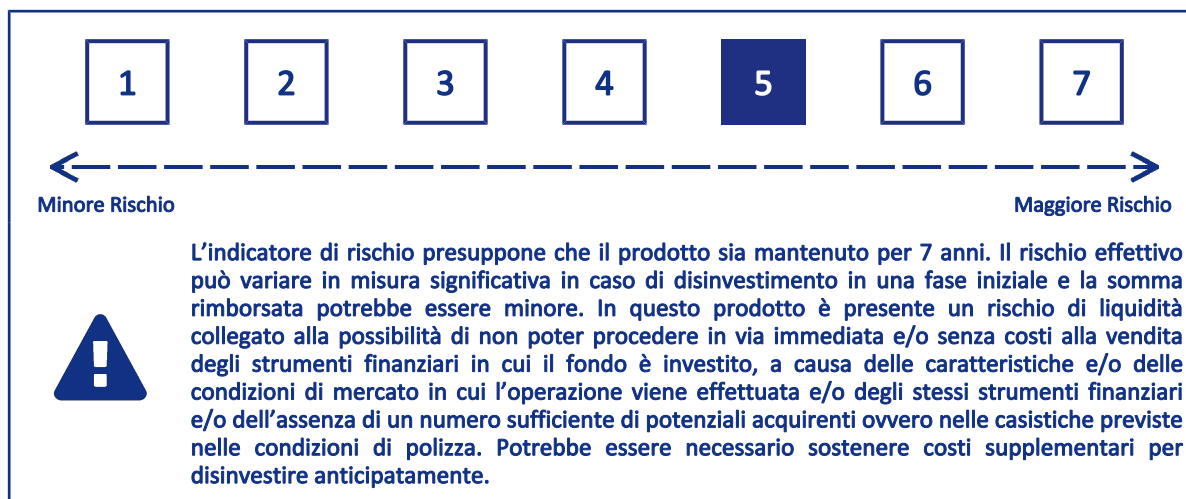 1 2 3 4 5 6 7
Minore Rischio Maggiore Rischio
L’indicatore di rischio presuppone che il prodotto sia mantenuto per 7 anni. Il rischio effettivo
può variare in misura significativa in caso di disinvestimento in una fase iniziale e la somma
rimborsata potrebbe essere minore. In questo prodotto è presente un rischio di liquidità
collegato alla possibilità di non poter procedere in via immediata e/o senza costi alla vendita
degli strumenti finanziari in cui il fondo è investito, a causa delle caratteristiche e/o delle
condizioni di mercato in cui l’operazione viene effettuata e/o degli stessi strumenti finanziari
e/o dell’assenza di un numero sufficiente di potenziali acquirenti ovvero nelle casistiche previste
nelle condizioni di polizza. Potrebbe essere necessario sostenere costi supplementari per
disinvestire anticipatamente.